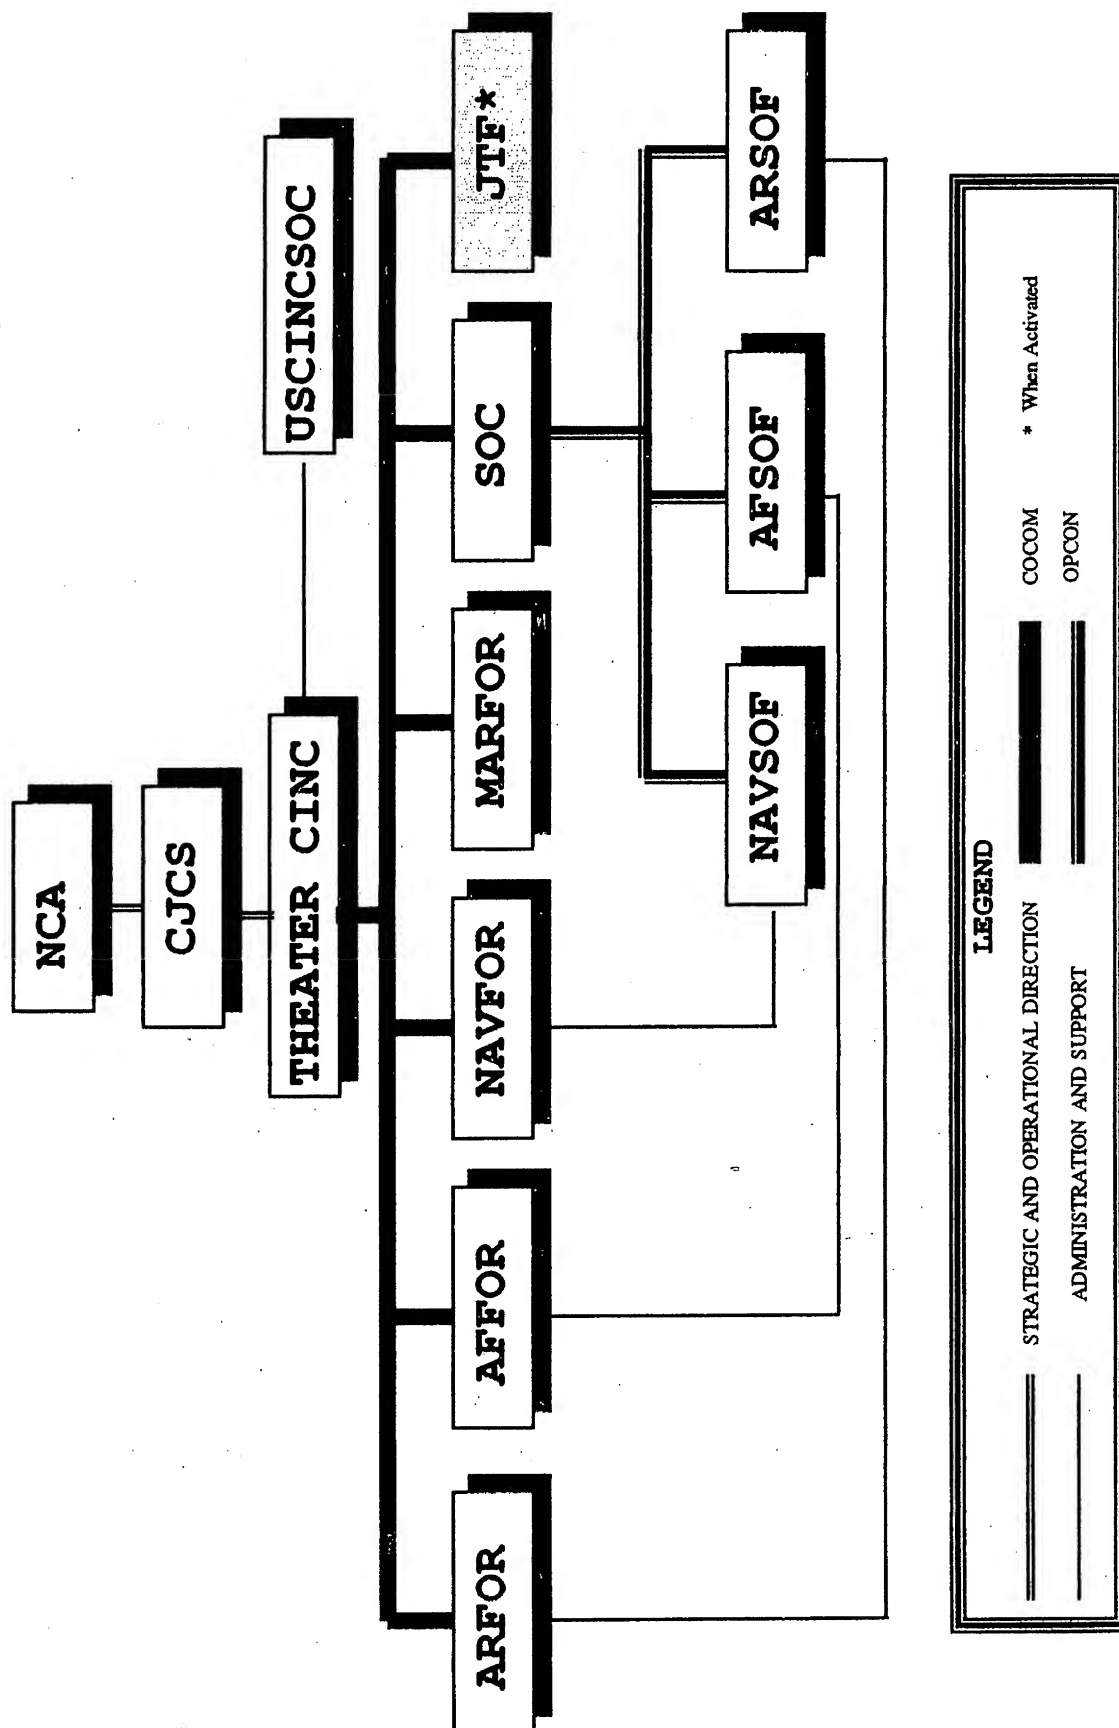 NCA
CJCS
THEATER CINC
USCINCSOC
ARFOR
AFFOR
NAVFOR
MARFOR
SOC
JTF*
NAVSOF
AFSOF
ARSOF
LEGEND
STRATEGIC AND OPERATIONAL DIRECTION
COCOM
* When Activated
ADMINISTRATION AND SUPPORT
OPCON